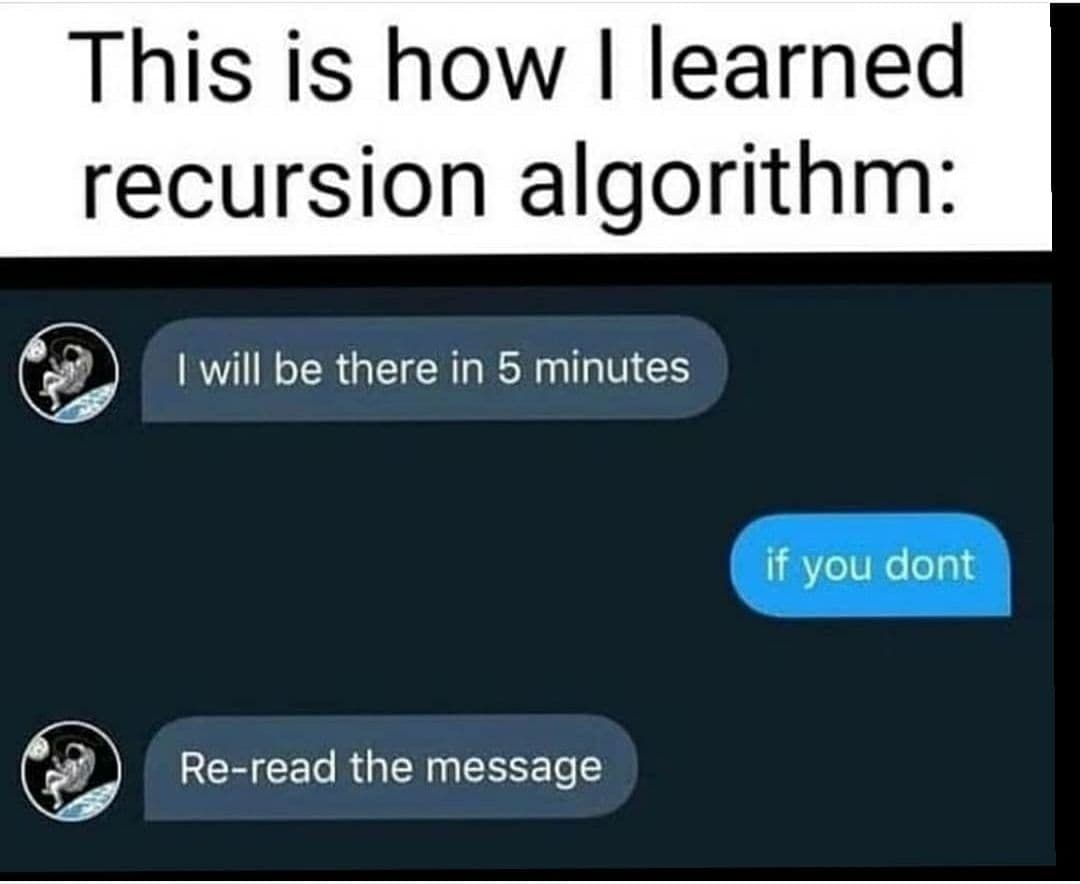 This is how I learned
recursion algorithm:
I will be there in 5 minutes
if you dont
Re-read the message